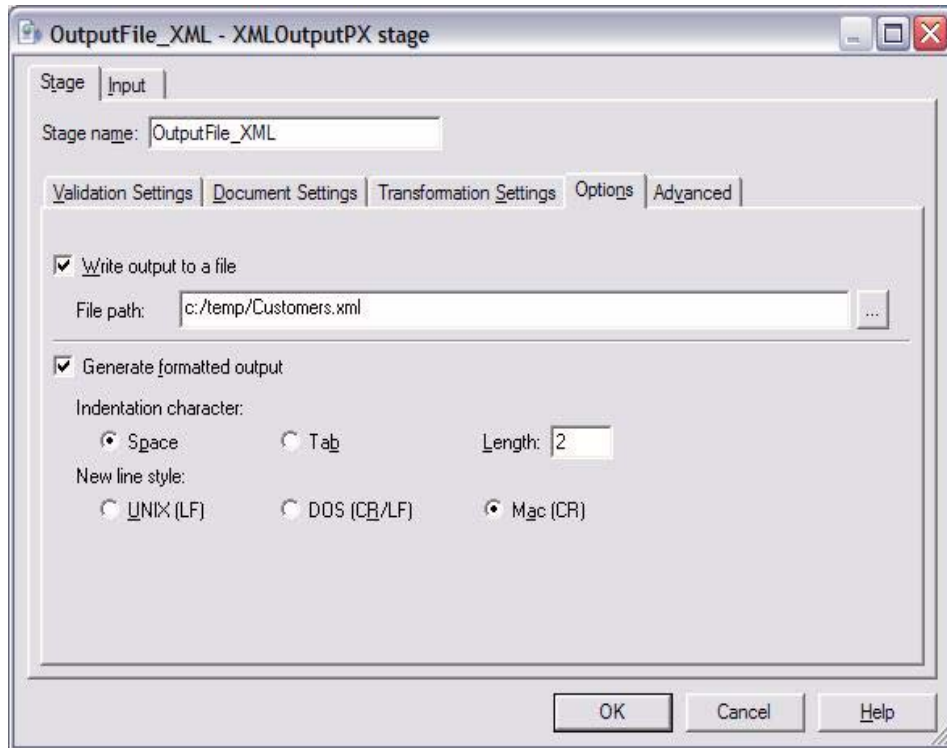 OutputFile_XML - XMLOutputPX stage
Stage Input
Stage name: OutputFile_XML
Validation Settings Document Settings Transformation Settings Options Advanced
Write output to a file
File path: c:/temp/Customers.xml ...
Generate formatted output
Indentation character:
Space Tab Length: 2
New line style:
UNIX (LF) DOS (CR/LF) Mac (CR)
OK Cancel Help